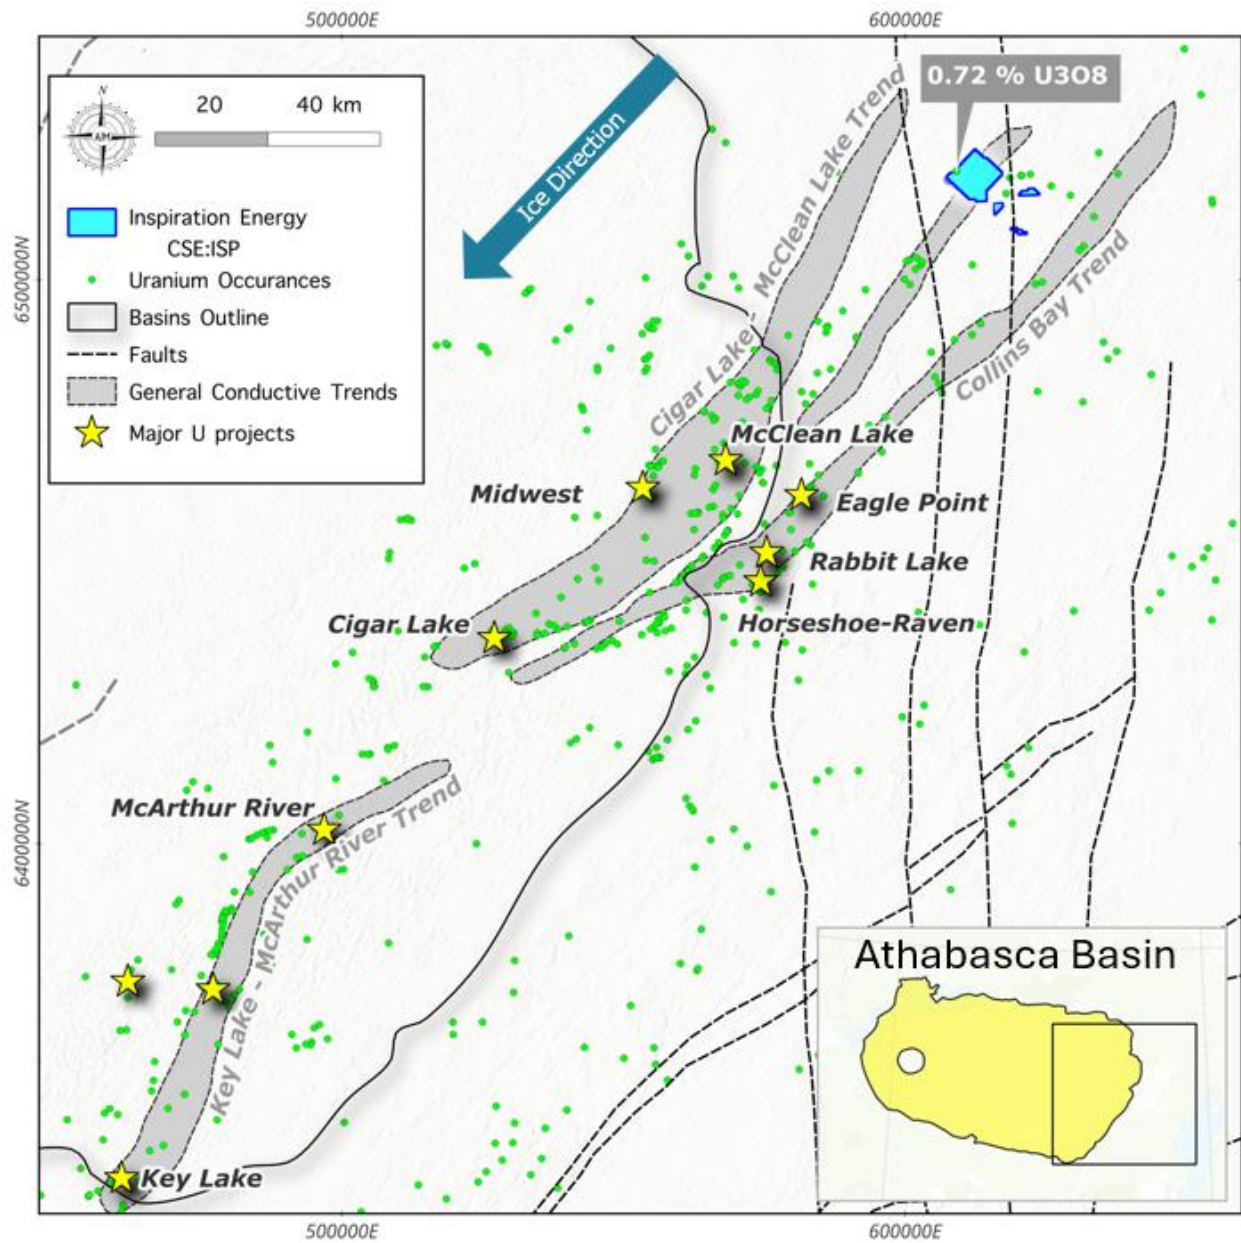 500000E
600000E
0.72 % U3O8
N
AIM
20
40 km
Inspiration Energy
CSE:ISP
Uranium Occurances
Basins Outline
Faults
General Conductive Trends
Major U projects
Ice Direction
Cigar Lake - McClean Lake Trend
Collins Bay Trend
6500000N
McClean Lake
Midwest
Eagle Point
Rabbit Lake
Horseshoe-Raven
Cigar Lake
McArthur River
Key Lake - McArthur River Trend
6400000N
Athabasca Basin
Key Lake
500000E
600000E